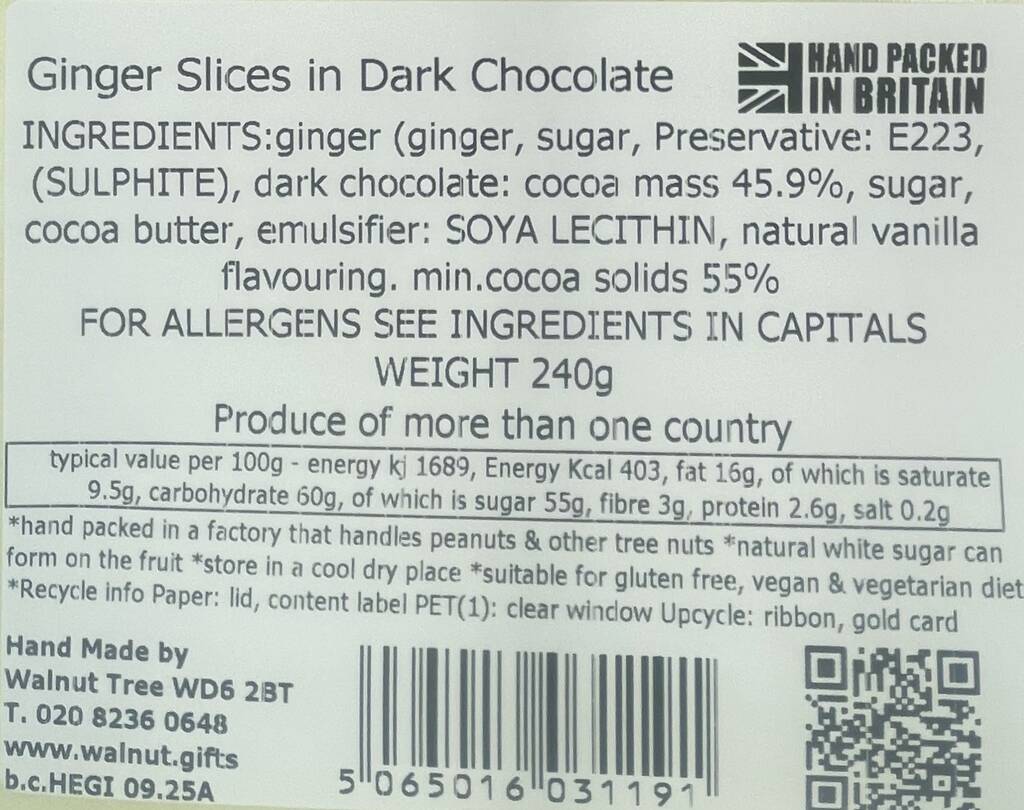 Ginger Slices in Dark Chocolate
HAND PACKED
IN BRITAIN
INGREDIENTS:ginger (ginger, sugar, Preservative: E223,
(SULPHITE), dark chocolate: cocoa mass 45.9%, sugar,
cocoa butter, emulsifier: SOYA LECITHIN, natural vanilla
flavouring. min.cocoa solids 55%
FOR ALLERGENS SEE INGREDIENTS IN CAPITALS
WEIGHT 240g
Produce of more than one country
typical value per 100g - energy kj 1689, Energy Kcal 403, fat 16g, of which is saturate
9.5g, carbohydrate 60g, of which is sugar 55g, fibre 3g, protein 2.6g, salt 0.2g
*hand packed in a factory that handles peanuts & other tree nuts *natural white sugar can
form on the fruit *store in a cool dry place *suitable for gluten free, vegan & vegetarian diet
*Recycle info Paper: lid, content label PET(1): clear window Upcycle: ribbon, gold card
Hand Made by
Walnut Tree WD6 2BT
T. 020 8236 0648
www.walnut.gifts
b.c.HEGI 09.25A
5 065016 031191